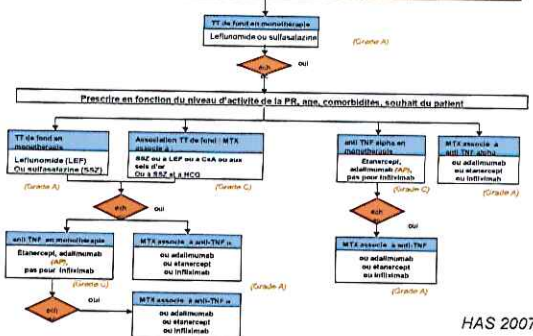 TT de fond en monothérapie
Leflunomide ou sulfasalazine
(Grade A)
éch
oui
Prescrire en fonction du niveau d'activité de la PR, age, comorbidités, souhait du patient
TT de fond en
monothérapie
Leflunomide (LEF)
Ou sulfasalazine (SSZ)
(Grade A)
Association TT de fond / MTX
associé à
SSZ ou à LEF ou à CsA ou aux
sels d'or
Ou à SSZ et à HCQ
(Grade C)
anti TNF alpha en
monothérapie
Etanercept,
adalimumab (AP),
pas pour infliximab
(Grade C)
MTX associé à
anti TNF alpha
ou adalimumab
ou etanercept
ou infliximab
(Grade A)
éch
oui
éch
oui
anti TNF en monothérapie
Etanercept, adalimumab
(AP),
pas pour infliximab
(Grade C)
MTX associé à anti-TNF α
ou adalimumab
ou etanercept
ou infliximab
(Grade A)
MTX associé à anti-TNF
ou adalimumab
ou etanercept
ou infliximab
(Grade A)
éch
oui
MTX associé à anti-TNF α
ou adalimumab
ou etanercept
ou infliximab
HAS 2007